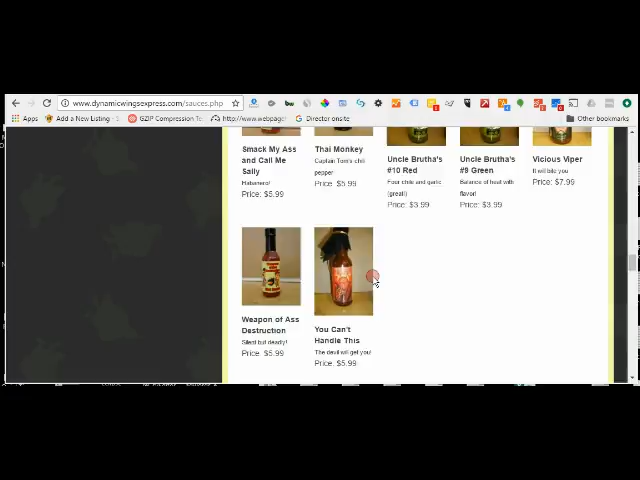 www.dynamicwingsexpress.com/sauces.php
Apps Add a New Listing GZIP Compression Te http://www.webpage Director onsite Other bookmarks
Smack My Ass
and Call Me
Sally
Habanero!
Price: $5.99
Thai Monkey
Captain Tom's chili
pepper
Price: $5.99
Uncle Brutha's
#10 Red
Four chile and garlic
(great!)
Price: $3.99
Uncle Brutha's
#9 Green
Balance of heat with
flavor!
Price: $3.99
Vicious Viper
It will bite you
Price: $7.99
Weapon of Ass
Destruction
Silent but deadly!
Price: $5.99
You Can't
Handle This
The devil will get you!
Price: $5.99